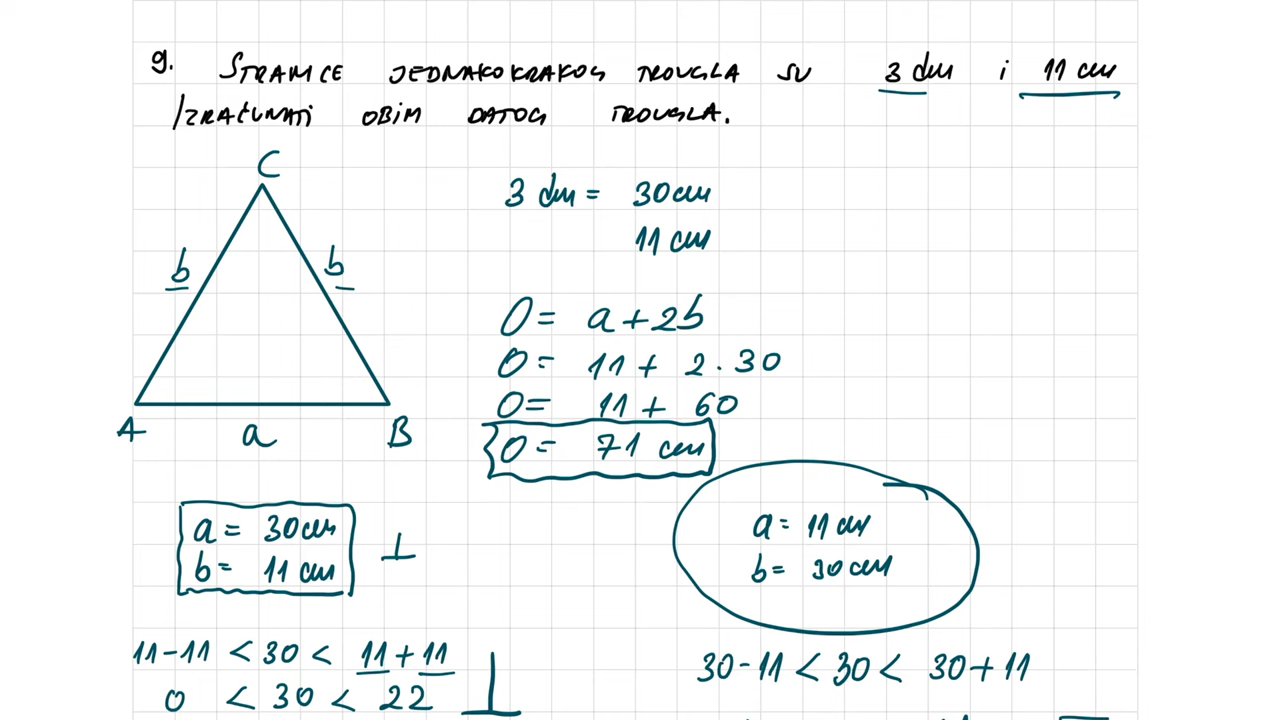 9. STRANICE JEDNAKOKRAKOG TROUGLA SU 3 dm i 11 cm
IZRAČUNATI OBIM DATOG TROUGLA.
C
b
b
A
a
B
3 dm = 30 cm
11 cm
O = a + 2b
O = 11 + 2 · 30
O = 11 + 60
O = 71 cm
a = 30 cm
b = 11 cm
⊥
a = 11 cm
b = 30 cm
11 - 11 < 30 < 11 + 11
0 < 30 < 22 ⊥
30 - 11 < 30 < 30 + 11